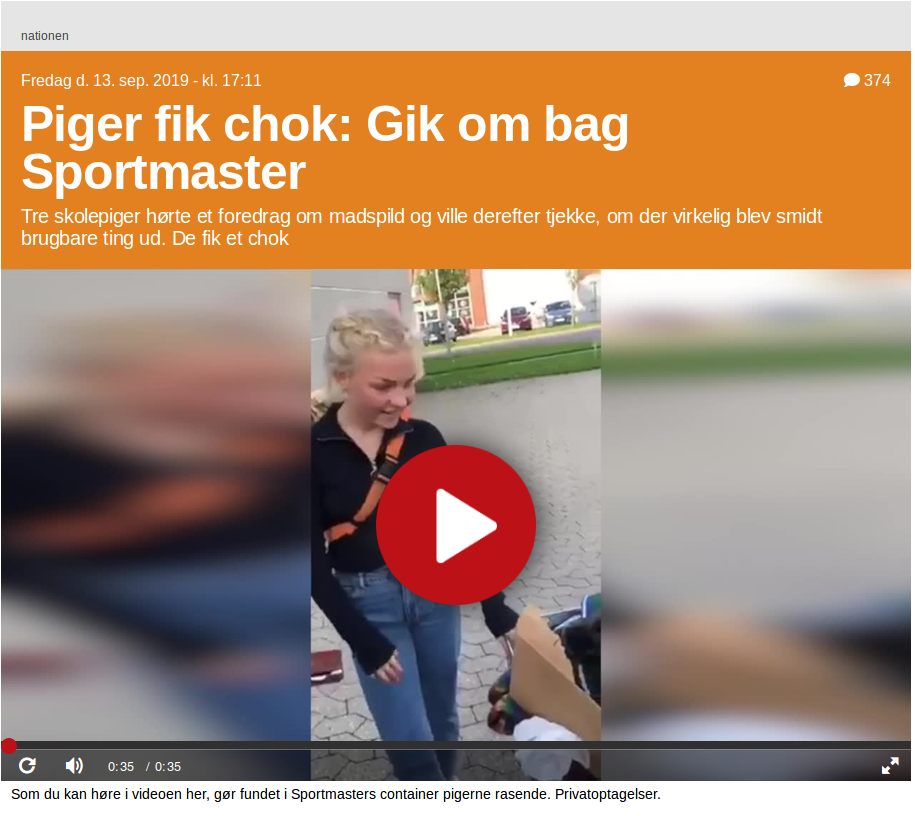 nationen
Fredag d. 13. sep. 2019 - kl. 17:11
374
Piger fik chok: Gik om bag
Sportmaster
Tre skolepiger hørte et foredrag om madspild og ville derefter tjekke, om der virkelig blev smidt
brugbare ting ud. De fik et chok
0:35 / 0:35
Som du kan høre i videoen her, gør fundet i Sportmasters container pigerne rasende. Privatoptagelser.